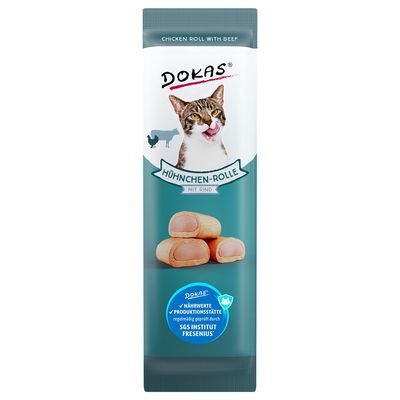 CHICKEN ROLL WITH BEEF
DOKAS®
HÜHNCHEN-ROLLE
MIT RIND
DOKAS
✓ NÄHRWERTE
✓ PRODUKTIONSSTÄTTE
regelmäßig geprüft durch
SGS INSTITUT
FRESENIUS